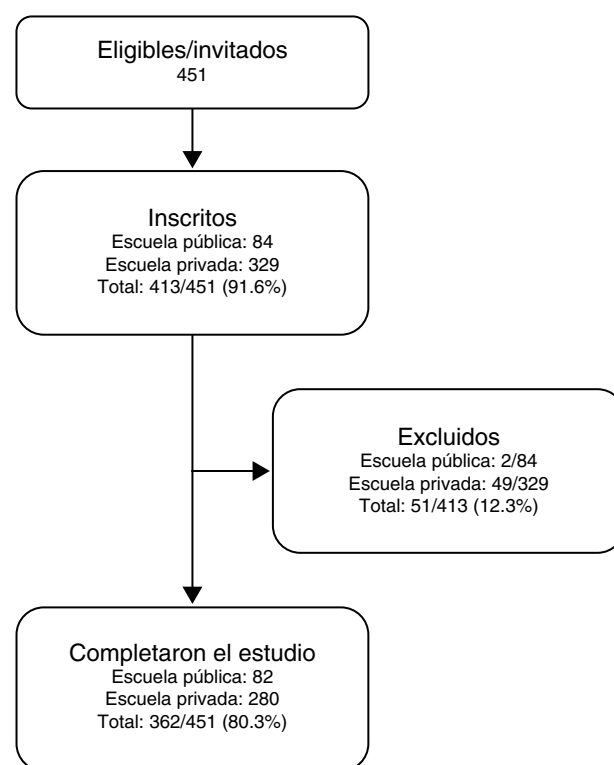 Eligibles/invitados
451
Inscritos
Escuela pública: 84
Escuela privada: 329
Total: 413/451 (91.6%)
Excluidos
Escuela pública: 2/84
Escuela privada: 49/329
Total: 51/413 (12.3%)
Completaron el estudio
Escuela pública: 82
Escuela privada: 280
Total: 362/451 (80.3%)